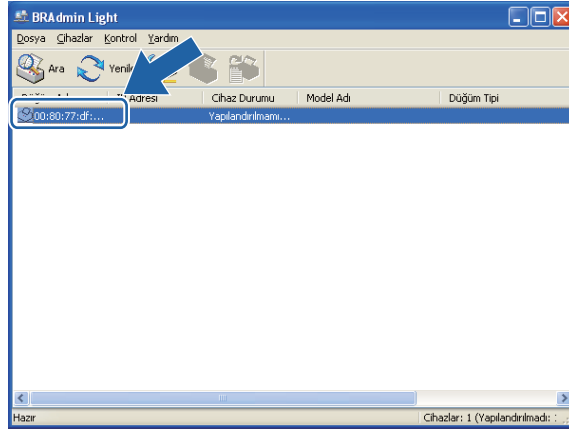 BRAdmin Light
Dosya Cihazlar Kontrol Yardım
Ara Yenile
Adresi Cihaz Durumu Model Adı Düğüm Tipi
00:80:77:df:... Yapılandırılmamı...
Hazır Cihazlar: 1 (Yapılandırılmadı: